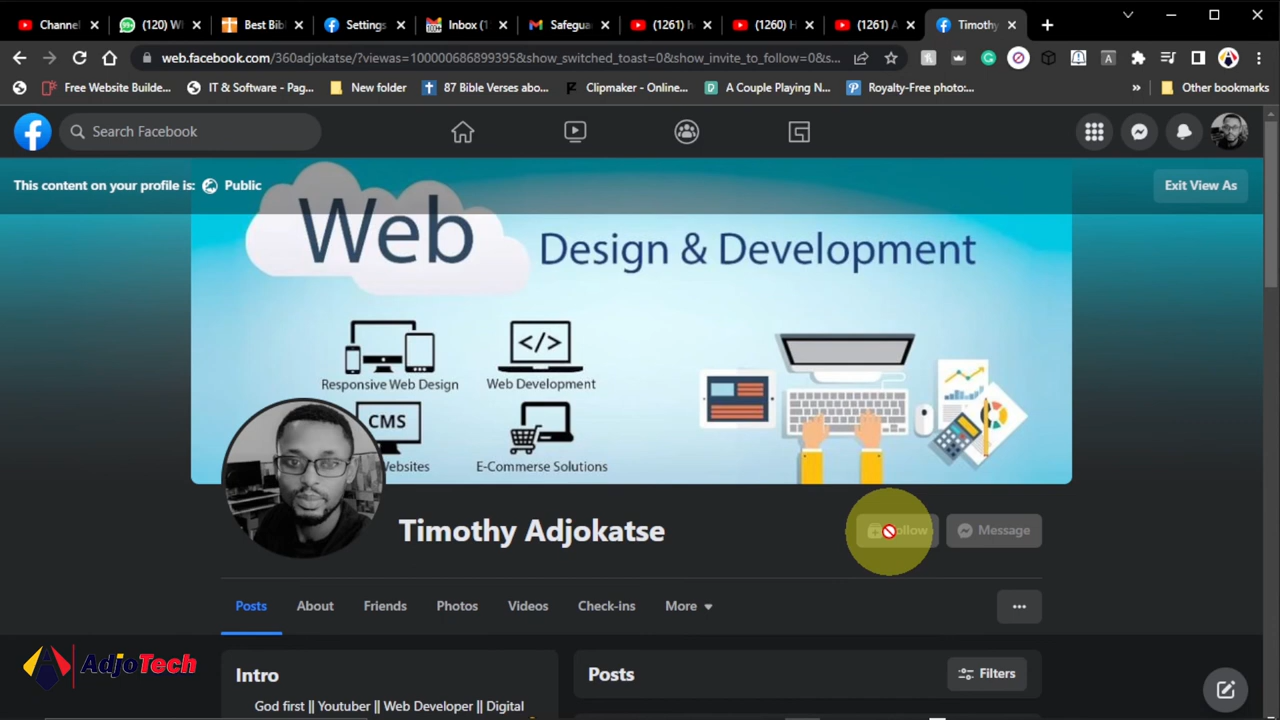 Channel
(120) W
Best Bib
Settings
Inbox (1
Safegua
(1261) h
(1260) H
(1261) A
Timothy
web.facebook.com/360adjokatse/?viewas=100000686899395&show_switched_toast=0&show_invite_to_follow=0&s...
Free Website Builde...
IT & Software - Pag...
New folder
87 Bible Verses abo...
Clipmaker - Online...
A Couple Playing N...
Royalty-Free photo:...
»
Other bookmarks
Search Facebook
This content on your profile is: Public
Exit View As
Web
Design & Development
</>
Responsive Web Design
Web Development
CMS
Websites
E-Commerce Solutions
Timothy Adjokatse
Follow
Message
Posts
About
Friends
Photos
Videos
Check-ins
More
...
AdjoTech
Intro
Posts
Filters
God first || Youtuber || Web Developer || Digital